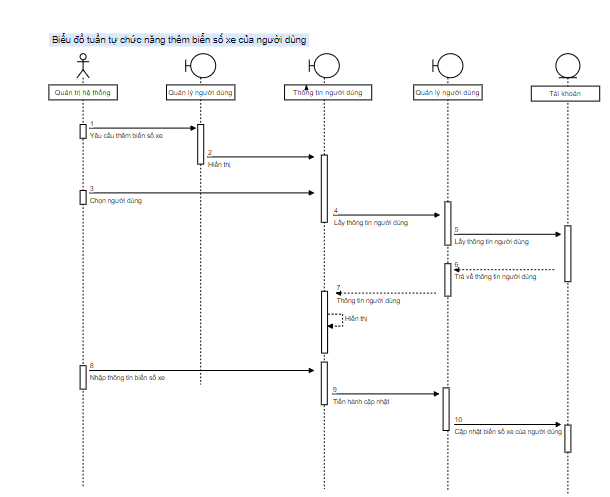 Biểu đồ tuần tự chức năng thêm biển số xe của người dùng
Quản trị hệ thống
Quản lý người dùng
Thông tin người dùng
Quản lý người dùng
Tài khoản
1
Yêu cầu thêm biển số xe
2
Hiển thị
3
Chọn người dùng
4
Lấy thông tin người dùng
5
Lấy thông tin người dùng
6
Trả về thông tin người dùng
7
Thông tin người dùng
Hiển thị
8
Nhập thông tin biển số xe
9
Tiến hành cập nhật
10
Cập nhật biển số xe của người dùng